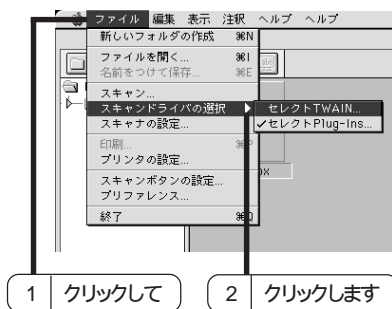 ファイル 編集 表示 注釈 ヘルプ ヘルプ
新しいフォルダの作成 ⌘N
ファイルを開く... ⌘I
名前をつけて保存... ⌘E
スキャン...
スキャンドライバの選択 ▶
セレクトTWAIN...
✓セレクトPlug-Ins...
スキャナの設定...
印刷... ⌘P
プリンタの設定...
スキャンボタンの設定...
プリファレンス...
終了 ⌘Q
1 クリックして
2 クリックします